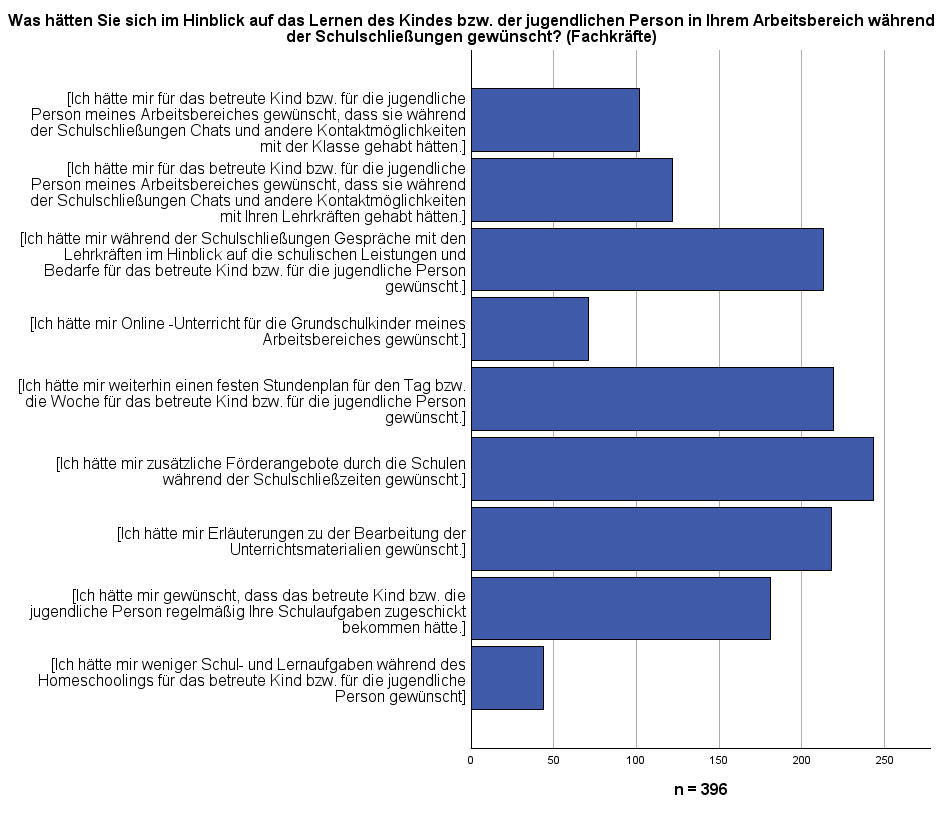 Was hätten Sie sich im Hinblick auf das Lernen des Kindes bzw. der jugendlichen Person in Ihrem Arbeitsbereich während
der Schulschließungen gewünscht? (Fachkräfte)
[Ich hätte mir für das betreute Kind bzw. für die jugendliche
Person meines Arbeitsbereiches gewünscht, dass sie während
der Schulschließungen Chats und andere Kontaktmöglichkeiten
mit der Klasse gehabt hätten.]
[Ich hätte mir für das betreute Kind bzw. für die jugendliche
Person meines Arbeitsbereiches gewünscht, dass sie während
der Schulschließungen Chats und andere Kontaktmöglichkeiten
mit Ihren Lehrkräften gehabt hätten.]
[Ich hätte mir während der Schulschließungen Gespräche mit den
Lehrkräften im Hinblick auf die schulischen Leistungen und
Bedarfe für das betreute Kind bzw. für die jugendliche Person
gewünscht.]
[Ich hätte mir Online -Unterricht für die Grundschulkinder meines
Arbeitsbereiches gewünscht.]
[Ich hätte mir weiterhin einen festen Stundenplan für den Tag bzw.
die Woche für das betreute Kind bzw. für die jugendliche Person
gewünscht.]
[Ich hätte mir zusätzliche Förderangebote durch die Schulen
während der Schulschließzeiten gewünscht.]
[Ich hätte mir Erläuterungen zu der Bearbeitung der
Unterrichtsmaterialien gewünscht.]
[Ich hätte mir gewünscht, dass das betreute Kind bzw. die
jugendliche Person regelmäßig Ihre Schulaufgaben zugeschickt
bekommen hätte.]
[Ich hätte mir weniger Schul- und Lernaufgaben während des
Homeschoolings für das betreute Kind bzw. für die jugendliche
Person gewünscht]
0 50 100 150 200 250
n = 396